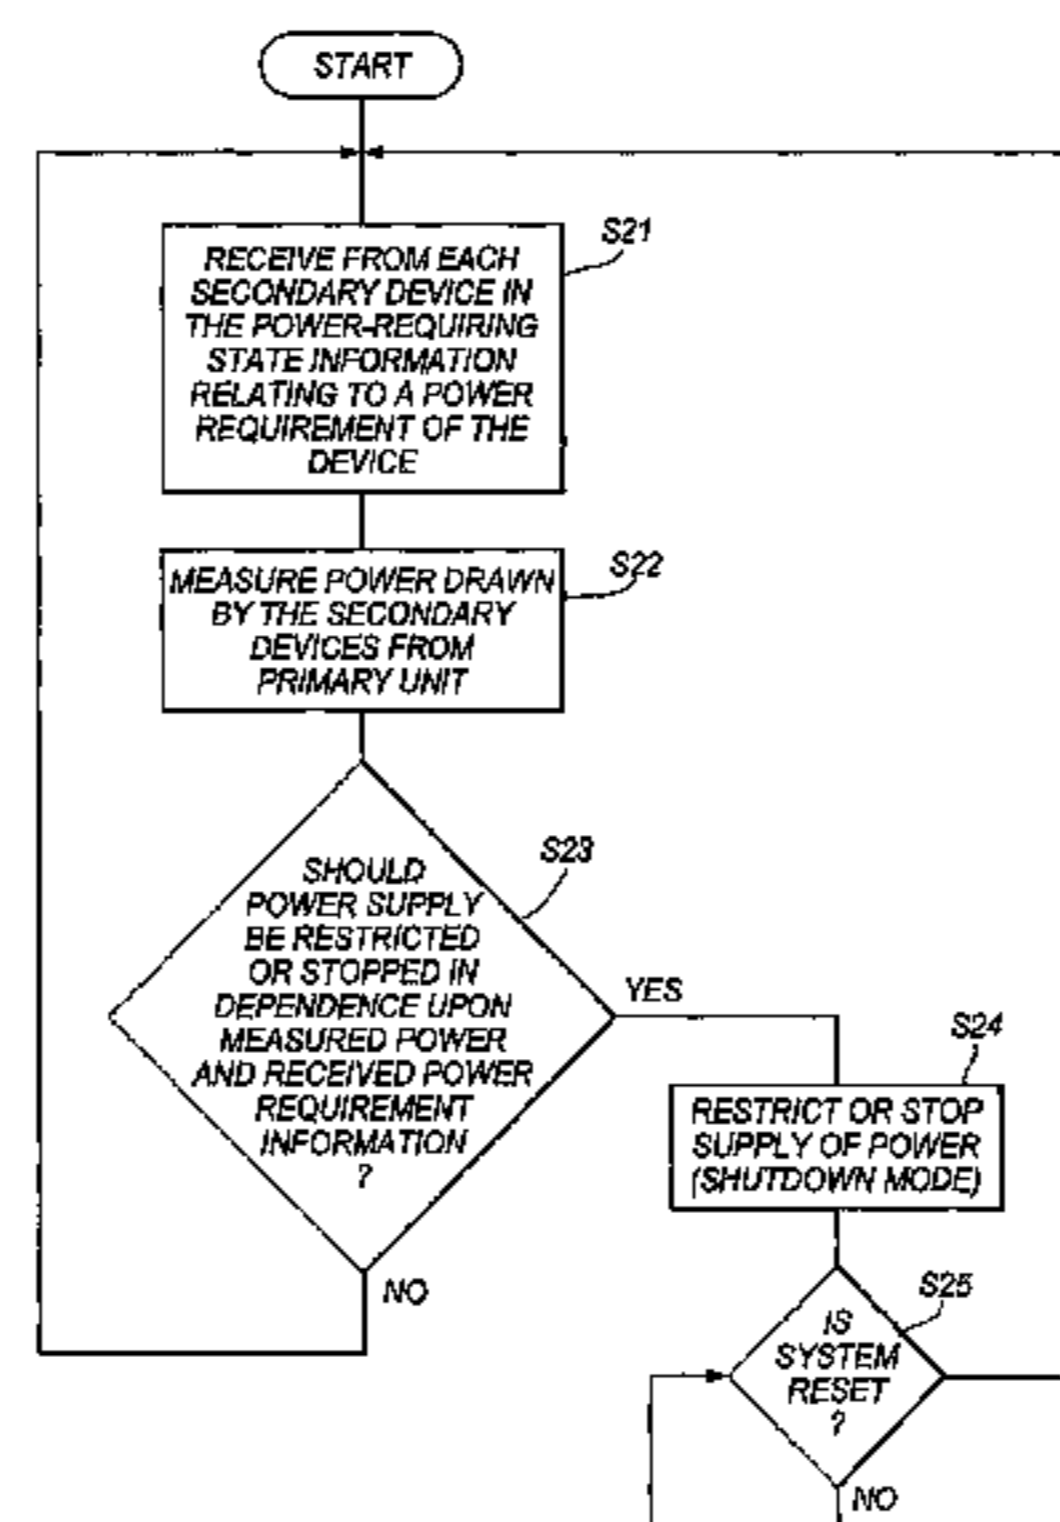 START
S21
RECEIVE FROM EACH
SECONDARY DEVICE IN
THE POWER-REQUIRING
STATE INFORMATION
RELATING TO A POWER
REQUIREMENT OF THE
DEVICE
S22
MEASURE POWER DRAWN
BY THE SECONDARY
DEVICES FROM
PRIMARY UNIT
S23
SHOULD
POWER SUPPLY
BE RESTRICTED
OR STOPPED IN
DEPENDENCE UPON
MEASURED POWER
AND RECEIVED POWER
REQUIREMENT
INFORMATION
?
YES
NO
S24
RESTRICT OR STOP
SUPPLY OF POWER
(SHUTDOWN MODE)
S25
IS
SYSTEM
RESET
?
NO